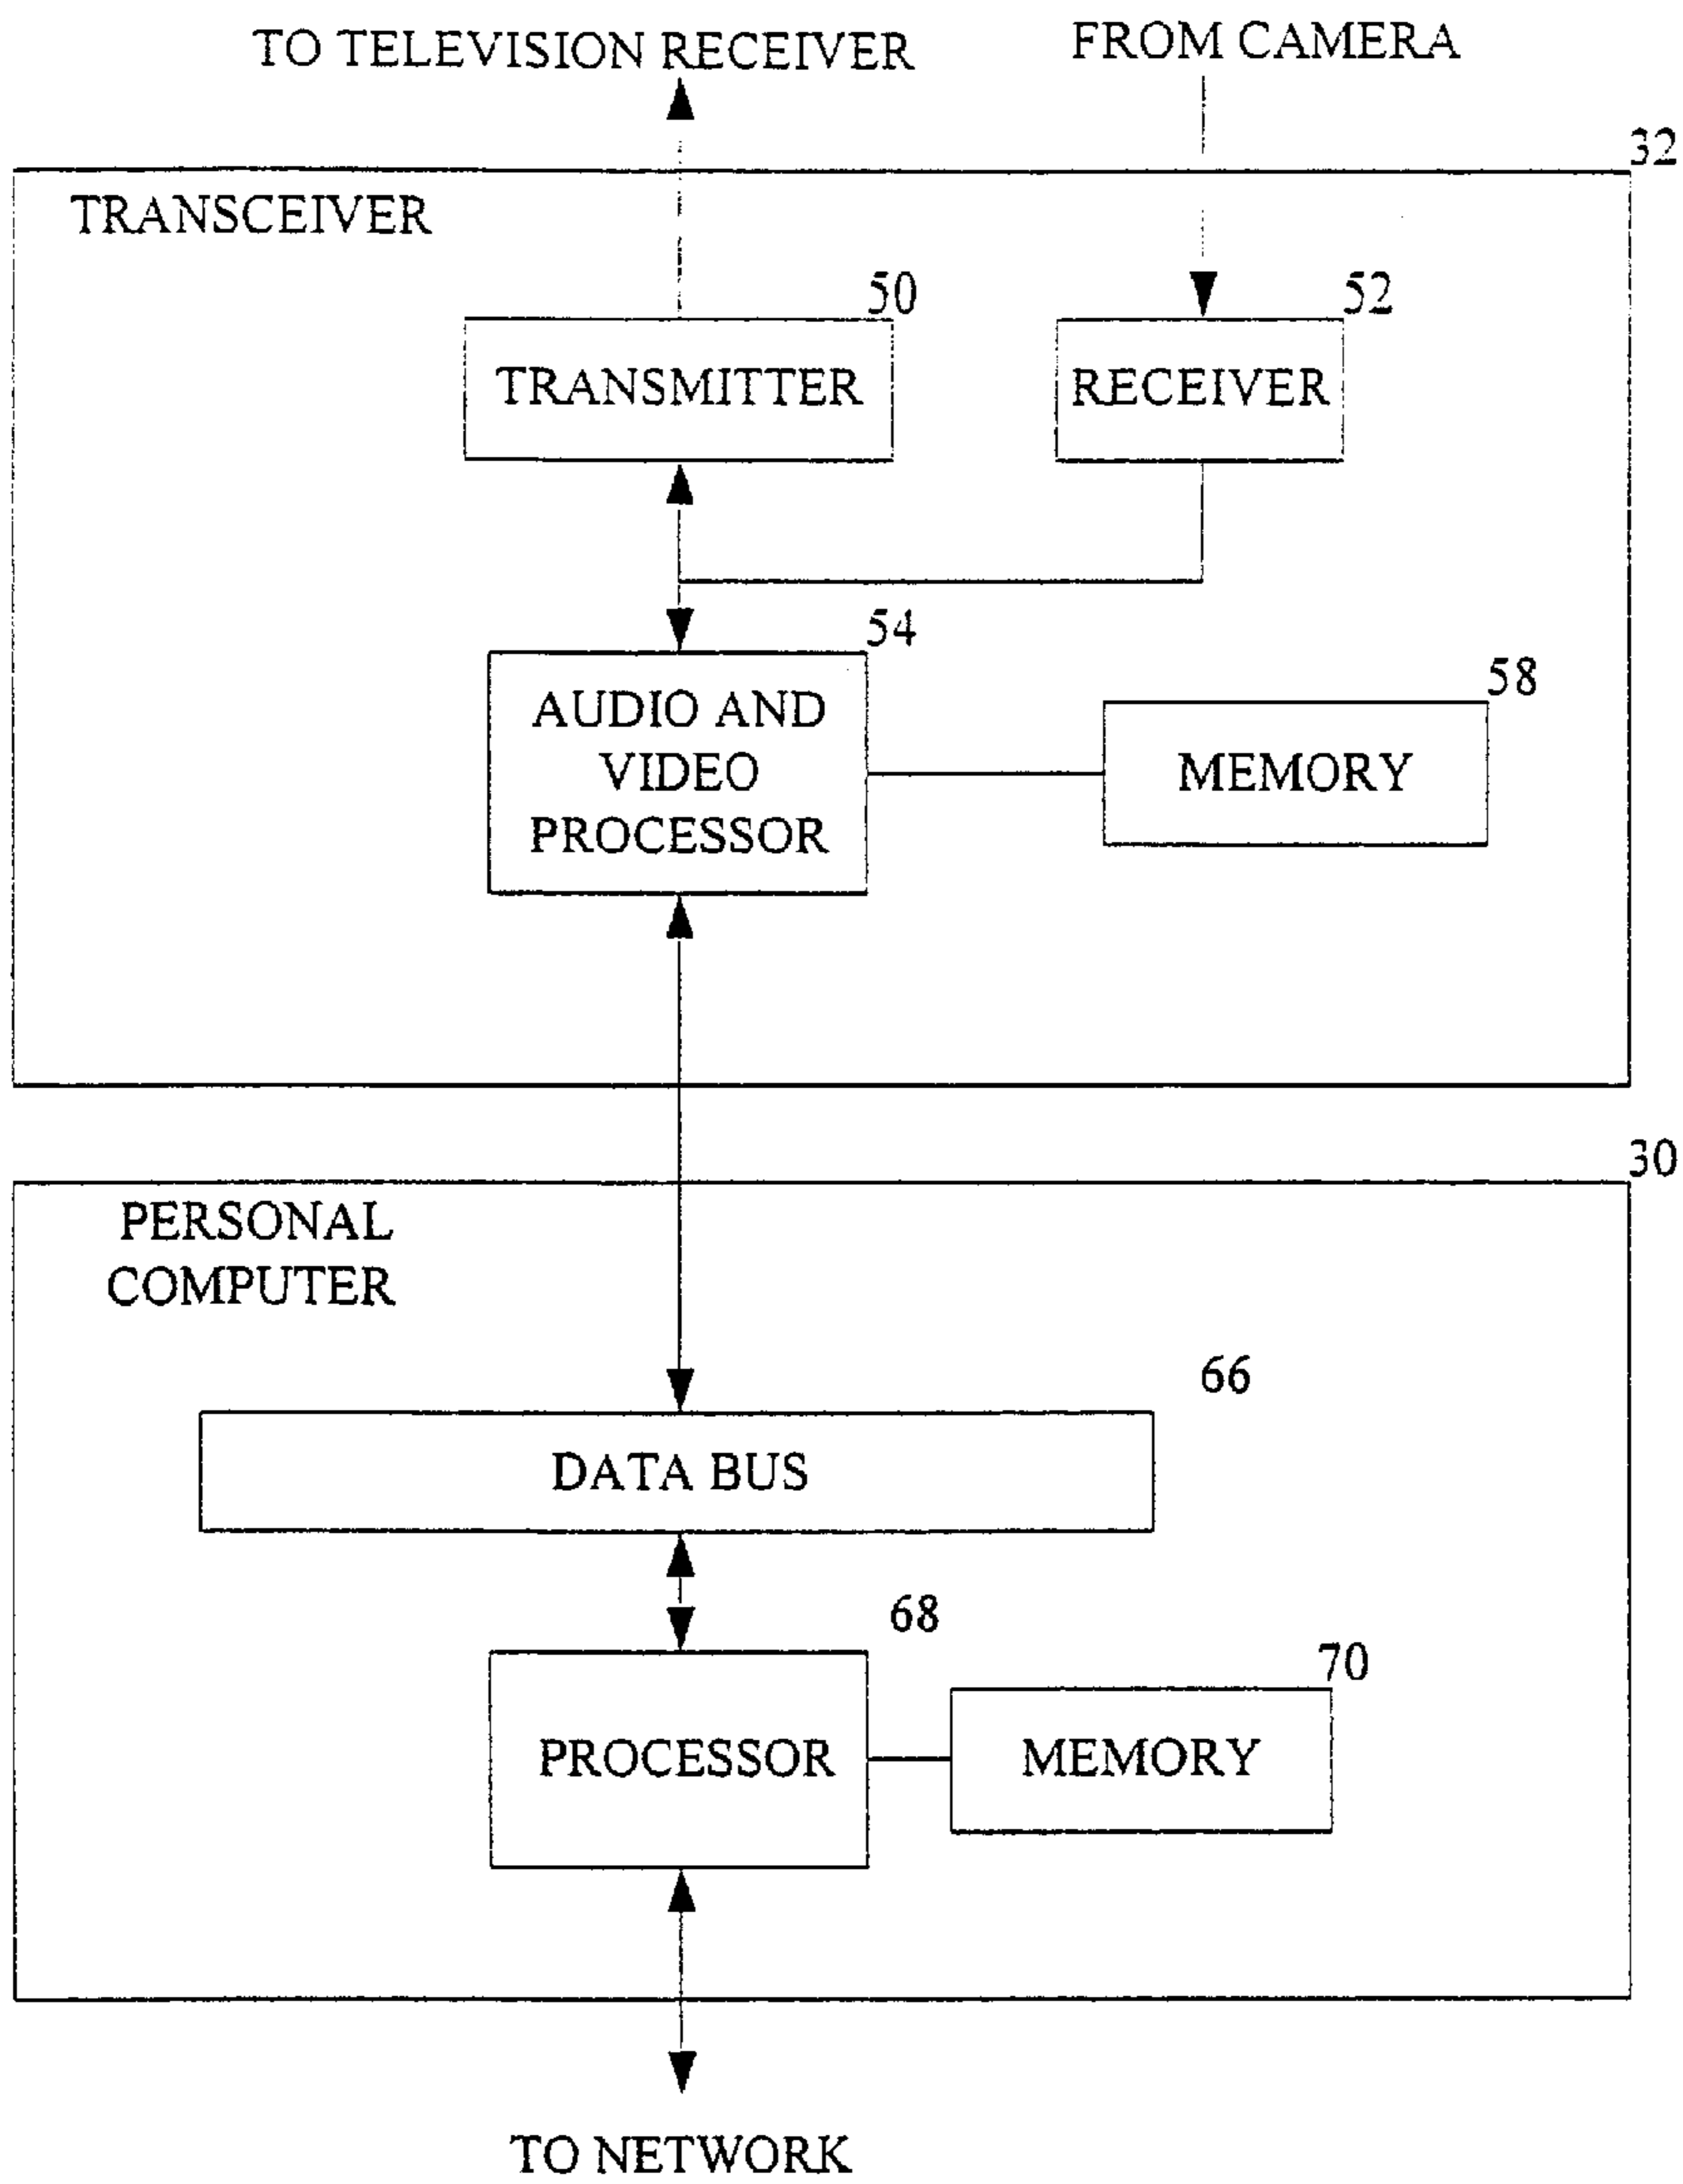 TO TELEVISION RECEIVER
FROM CAMERA
32
TRANSCEIVER
50
52
TRANSMITTER
RECEIVER
54
58
AUDIO AND
VIDEO
PROCESSOR
MEMORY
30
PERSONAL
COMPUTER
66
DATA BUS
68
70
PROCESSOR
MEMORY
TO NETWORK